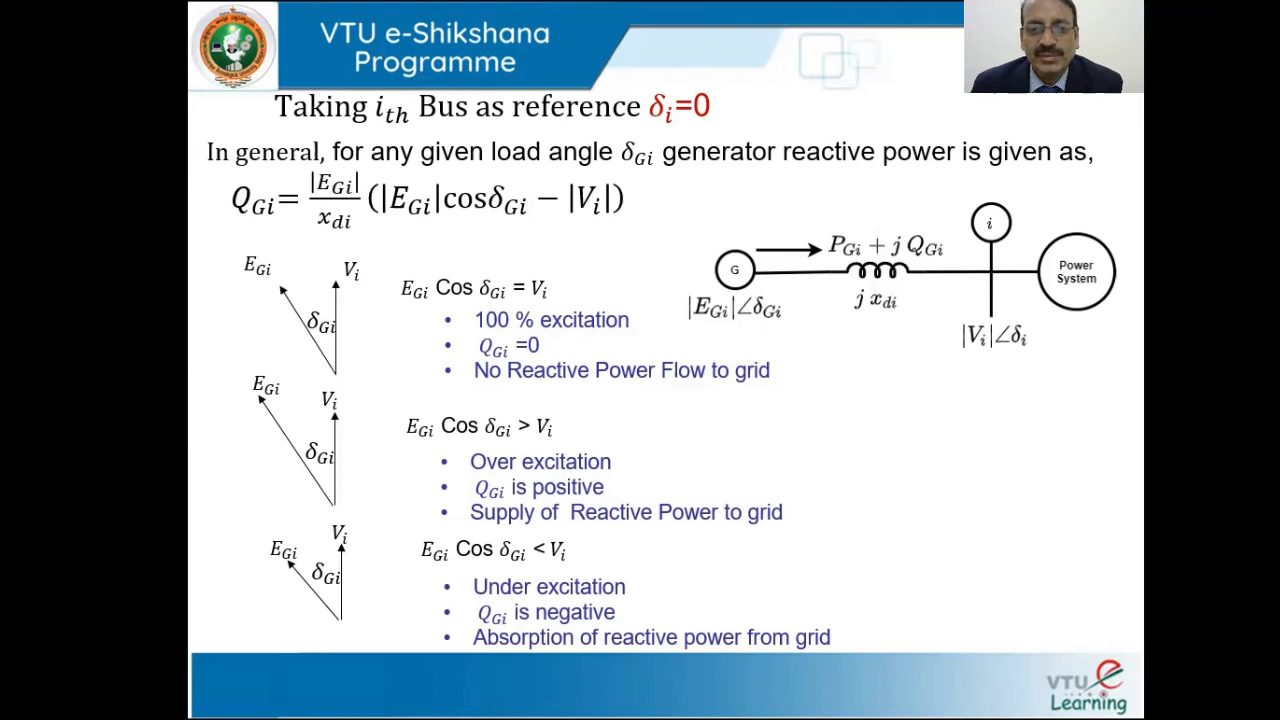 VTU e-Shikshana
Programme
Taking i_th Bus as reference δ_i=0
In general, for any given load angle δ_Gi generator reactive power is given as,
Q_Gi= |E_Gi|/x_di (|E_Gi|cosδ_Gi − |V_i|)
G
|E_Gi|∠δ_Gi
P_Gi + j Q_Gi
j x_di
i
|V_i|∠δ_i
Power
System
E_Gi
V_i
δ_Gi
E_Gi Cos δ_Gi = V_i
• 100 % excitation
• Q_Gi =0
• No Reactive Power Flow to grid
E_Gi
V_i
δ_Gi
E_Gi Cos δ_Gi > V_i
• Over excitation
• Q_Gi is positive
• Supply of Reactive Power to grid
E_Gi
V_i
δ_Gi
E_Gi Cos δ_Gi < V_i
• Under excitation
• Q_Gi is negative
• Absorption of reactive power from grid
VTU e
Learning